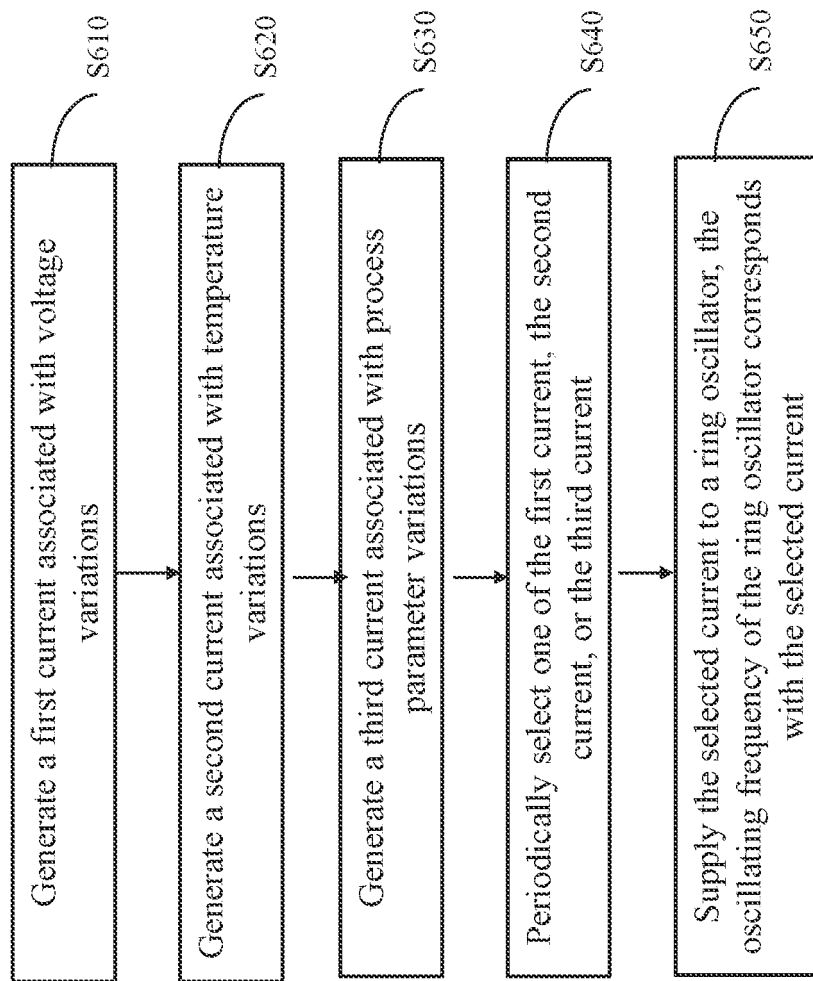 Generate a first current associated with voltage
variations
S610
Generate a second current associated with temperature
variations
S620
Generate a third current associated with process
parameter variations
S630
Periodically select one of the first current, the second
current, or the third current
S640
Supply the selected current to a ring oscillator, the
oscillating frequency of the ring oscillator corresponds
with the selected current
S650